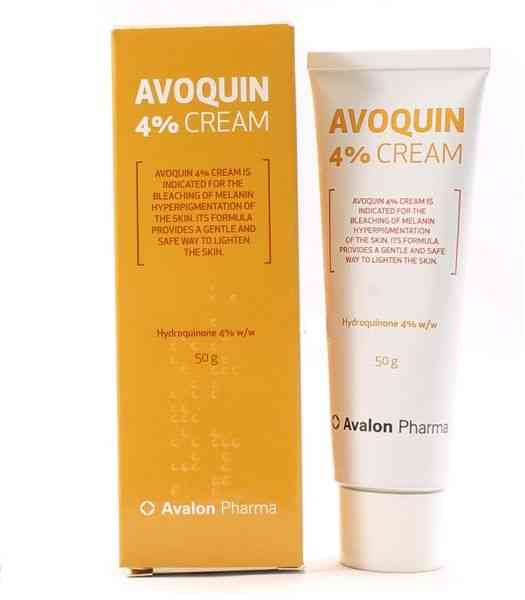 AVOQUIN
4% CREAM
AVOQUIN 4% CREAM IS
INDICATED FOR THE
BLEACHING OF MELANIN
HYPERPIGMENTATION OF
THE SKIN. ITS FORMULA
PROVIDES A GENTLE AND
SAFE WAY TO LIGHTEN
THE SKIN.
Hydroquinone 4% w/w
50 g
Avalon Pharma
AVOQUIN
4% CREAM
AVOQUIN 4% CREAM IS
INDICATED FOR THE
BLEACHING OF MELANIN
HYPERPIGMENTATION
OF THE SKIN. ITS FORMULA
PROVIDES A GENTLE AND SAFE
WAY TO LIGHTEN THE SKIN.
Hydroquinone 4% w/w
50 g
Avalon Pharma